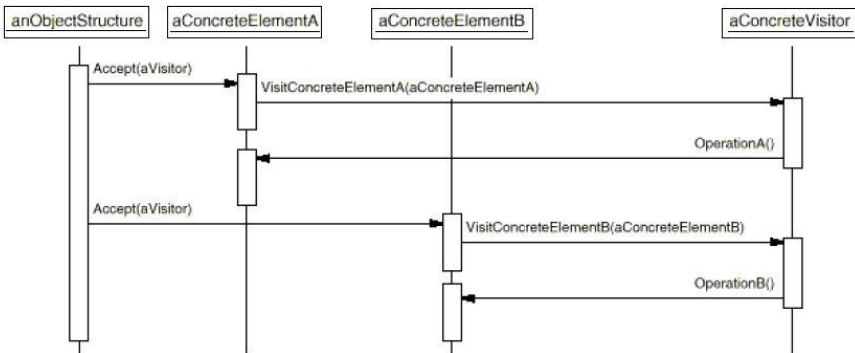 anObjectStructure
aConcreteElementA
aConcreteElementB
aConcreteVisitor
Accept(aVisitor)
VisitConcreteElementA(aConcreteElementA)
OperationA()
Accept(aVisitor)
VisitConcreteElementB(aConcreteElementB)
OperationB()